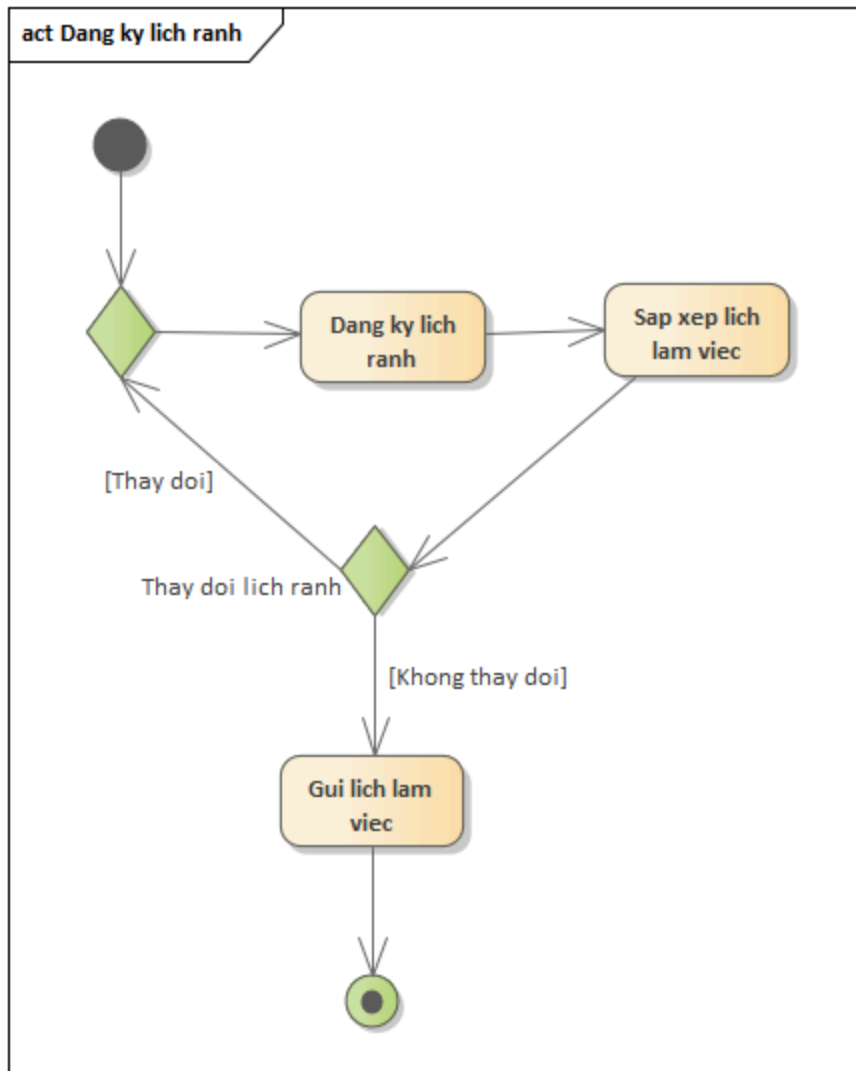 act Dang ky lich ranh
Dang ky lich
ranh
Sap xep lich
lam viec
[Thay doi]
Thay doi lich ranh
[Khong thay doi]
Gui lich lam
viec